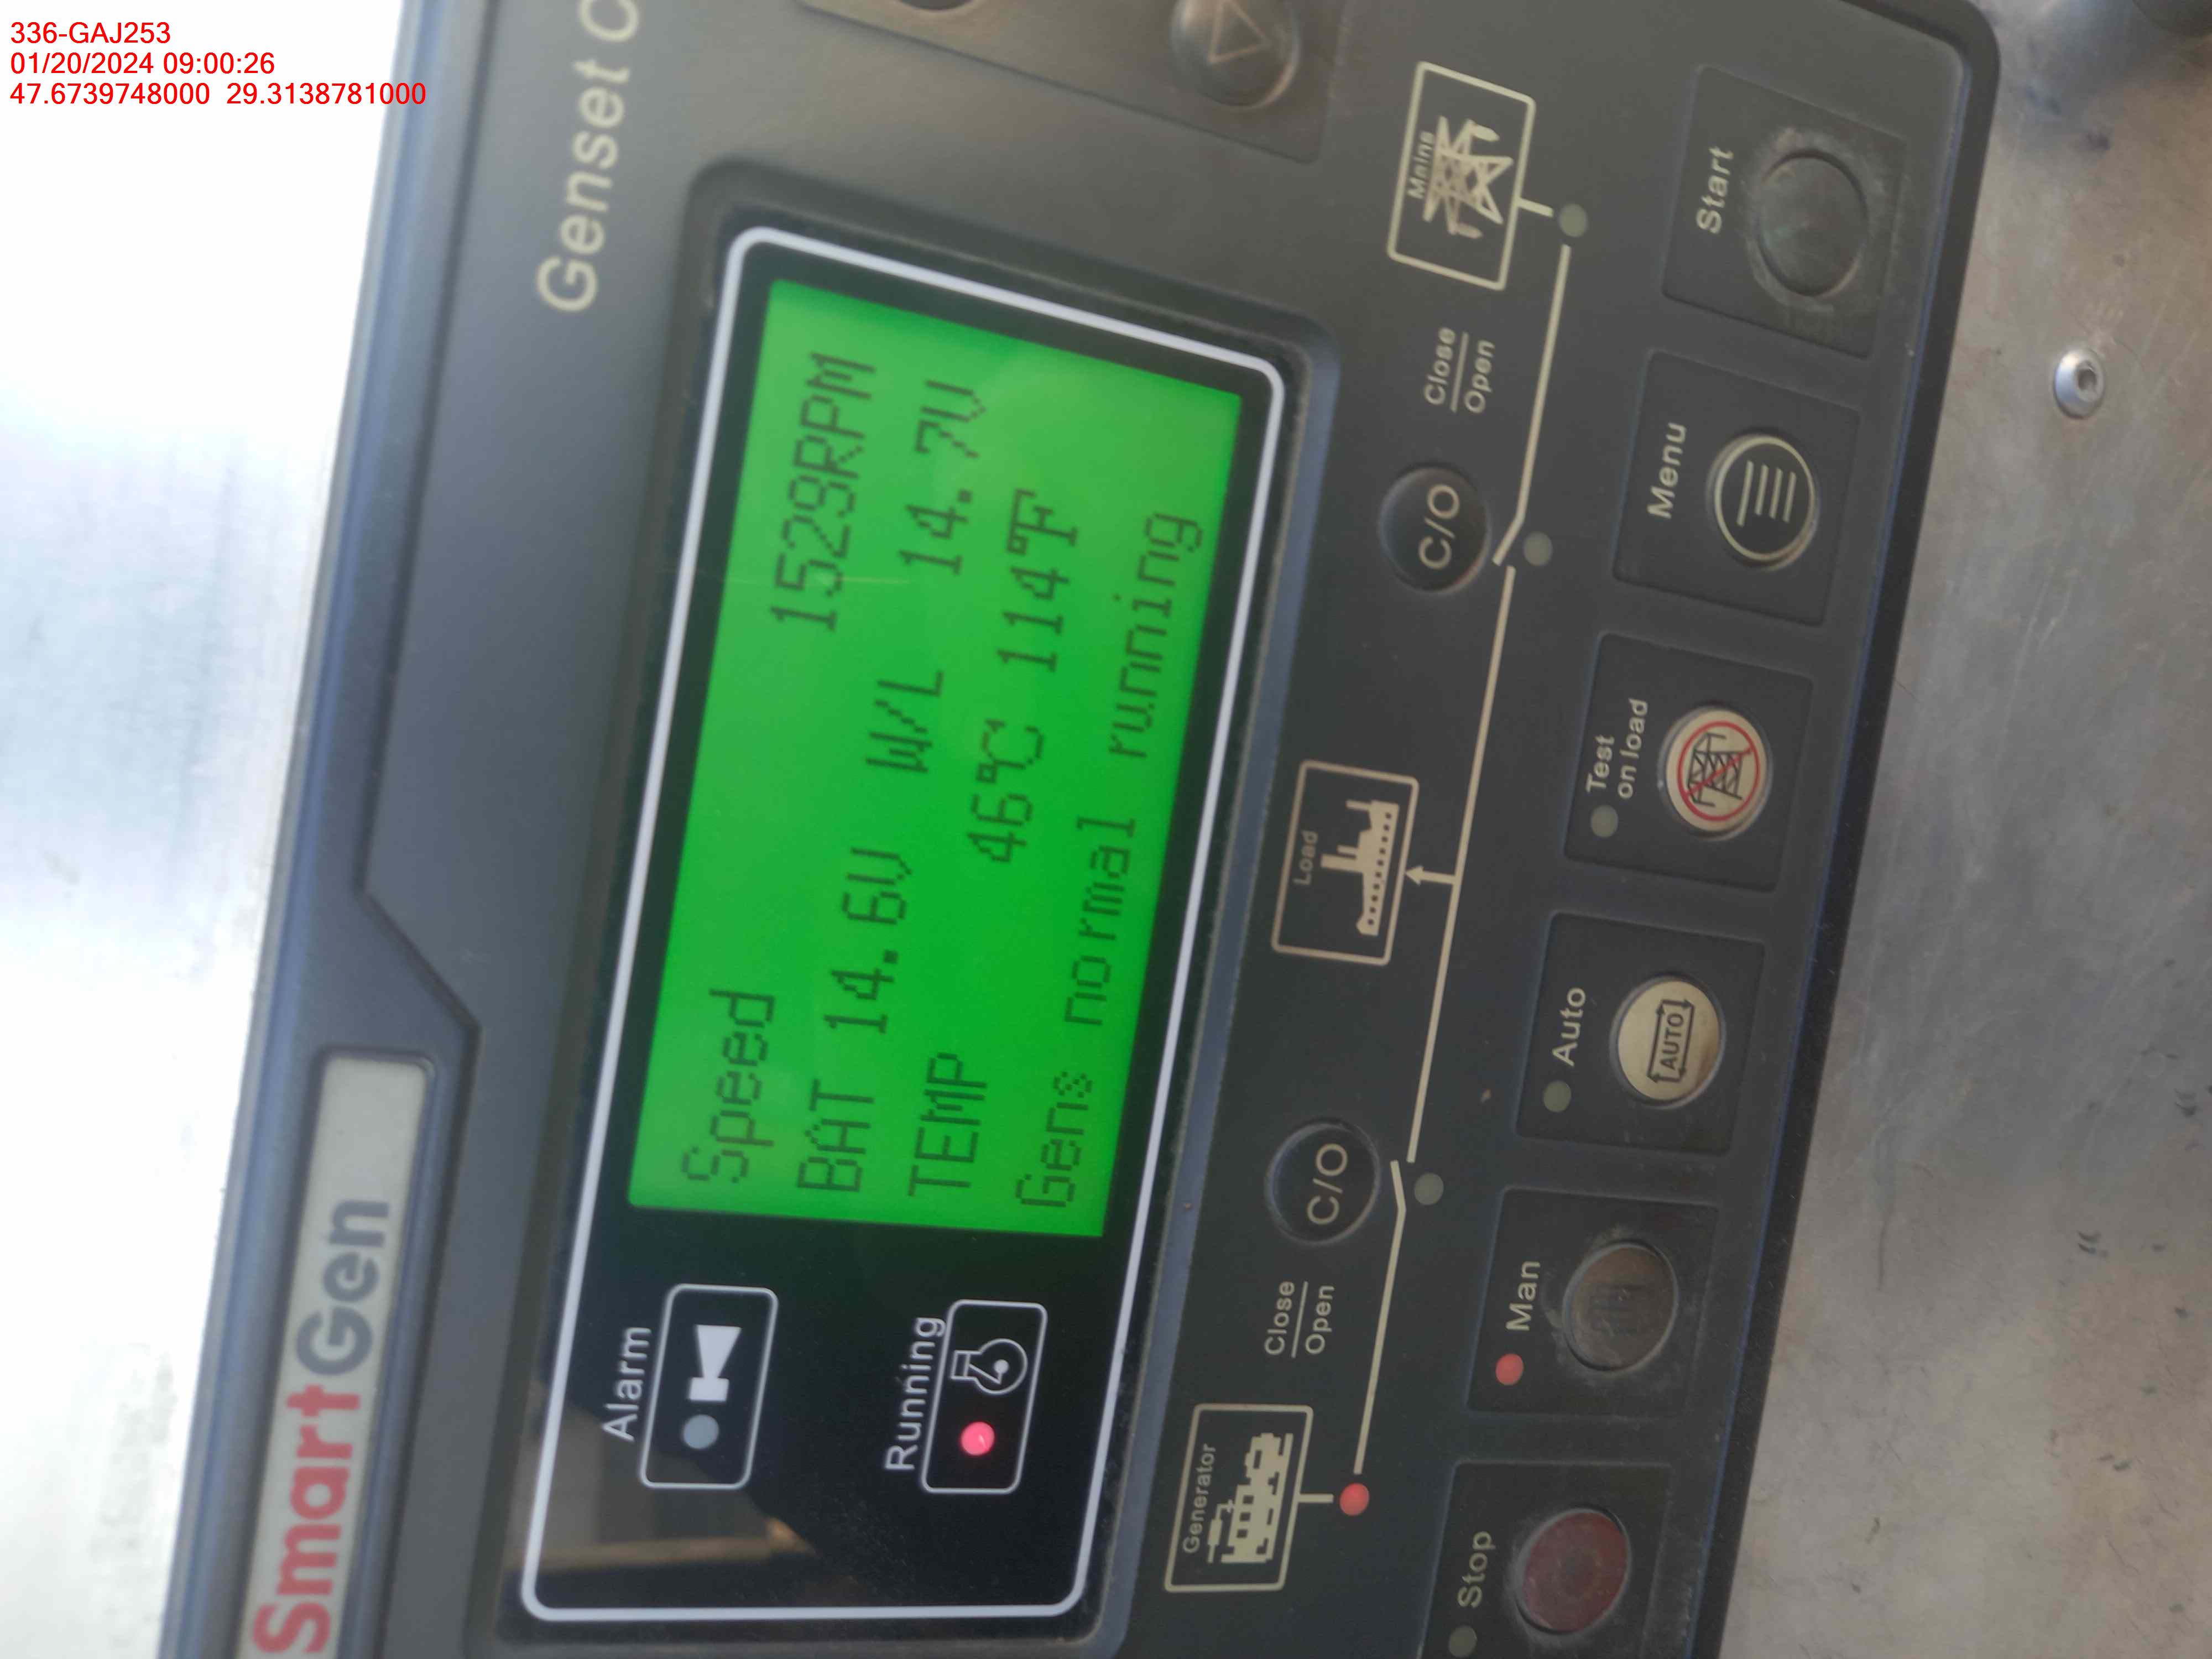 336-GAJ253
01/20/2024 09:00:26
47.6739748000 29.3138781000
SmartGen
Genset C
Alarm
Running
Speed 1529RPM
BAT 14.6V W/L 14.7V
TEMP 46℃ 114℉
Gens normal running
Generator
Close
Open
C/O
Load
C/O
Close
Open
Mains
Stop
Man
Auto
AUTO
Test
on load
Menu
Start